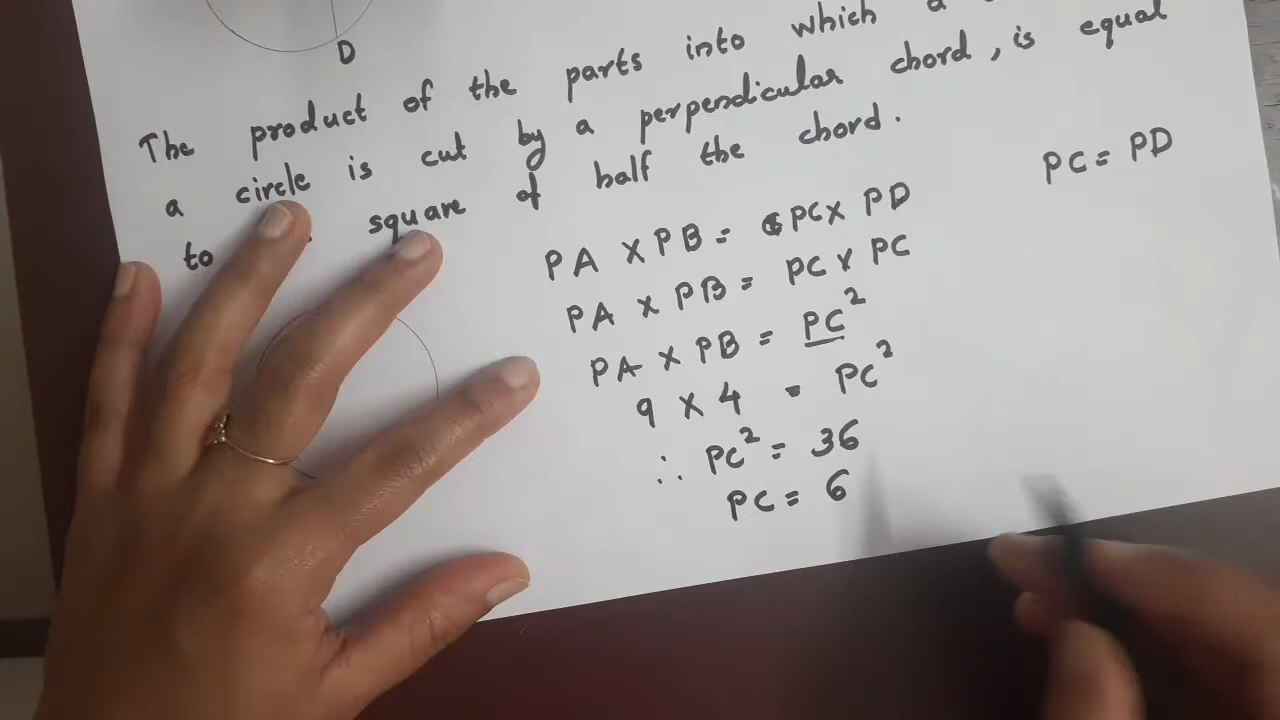 D
The product of the parts into which a
a circle is cut by a perpendicular chord, is equal
to square of half the chord.
PC = PD
PA X PB = PC X PD
PA X PB = PC X PC
PA X PB = PC²
9 X 4 = PC²
∴ PC² = 36
PC = 6